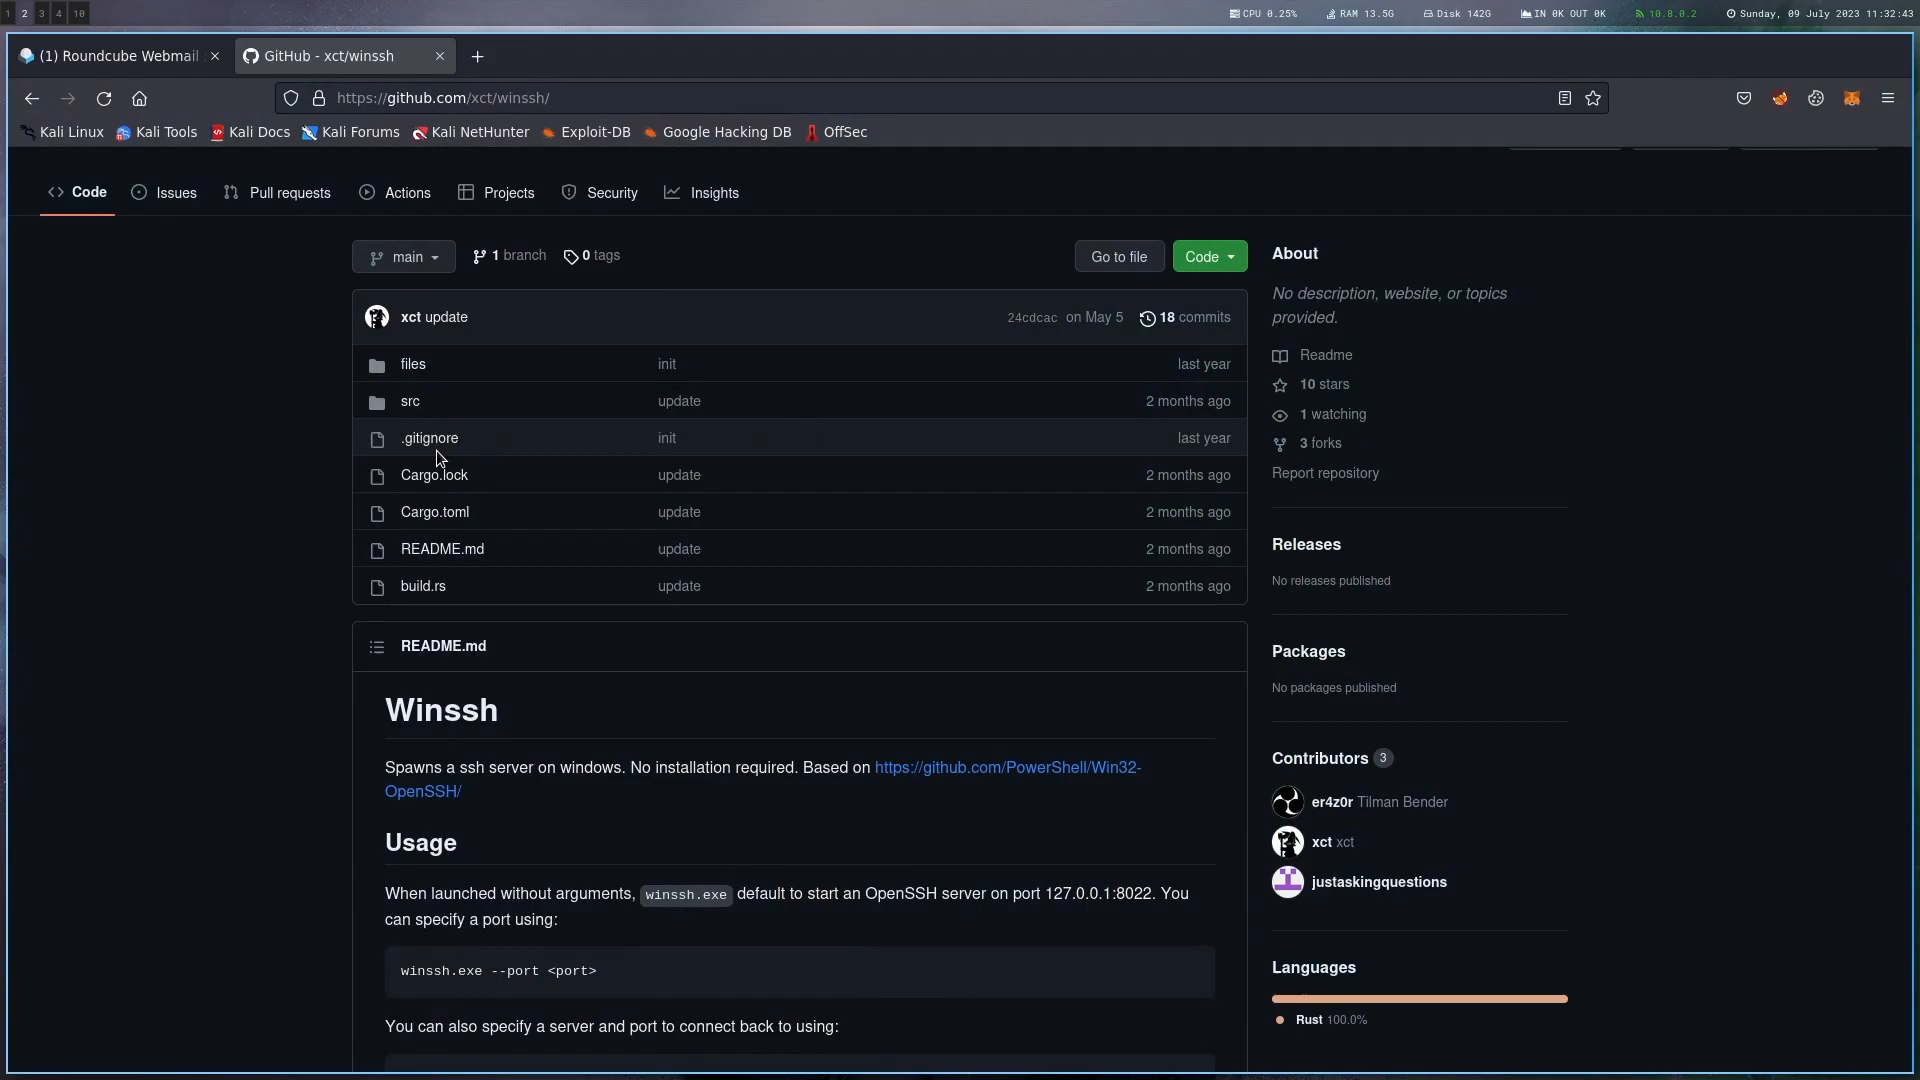 1 2 3 4 10
CPU 0.25% RAM 13.5G Disk 142G IN 0K OUT 0K 10.8.0.2 Sunday, 09 July 2023 11:32:43
(1) Roundcube Webmail
GitHub - xct/winssh
https://github.com/xct/winssh/
Kali Linux Kali Tools Kali Docs Kali Forums Kali NetHunter Exploit-DB Google Hacking DB OffSec
Code Issues Pull requests Actions Projects Security Insights
main 1 branch 0 tags Go to file Code
xct update 24cdcac on May 5 18 commits
files init last year
src update 2 months ago
.gitignore init last year
Cargo.lock update 2 months ago
Cargo.toml update 2 months ago
README.md update 2 months ago
build.rs update 2 months ago
README.md
Winssh
Spawns a ssh server on windows. No installation required. Based on https://github.com/PowerShell/Win32-
OpenSSH/
Usage
When launched without arguments, winssh.exe default to start an OpenSSH server on port 127.0.0.1:8022. You
can specify a port using:
winssh.exe --port <port>
You can also specify a server and port to connect back to using:
About
No description, website, or topics
provided.
Readme
10 stars
1 watching
3 forks
Report repository
Releases
No releases published
Packages
No packages published
Contributors 3
er4z0r Tilman Bender
xct xct
justaskingquestions
Languages
Rust 100.0%